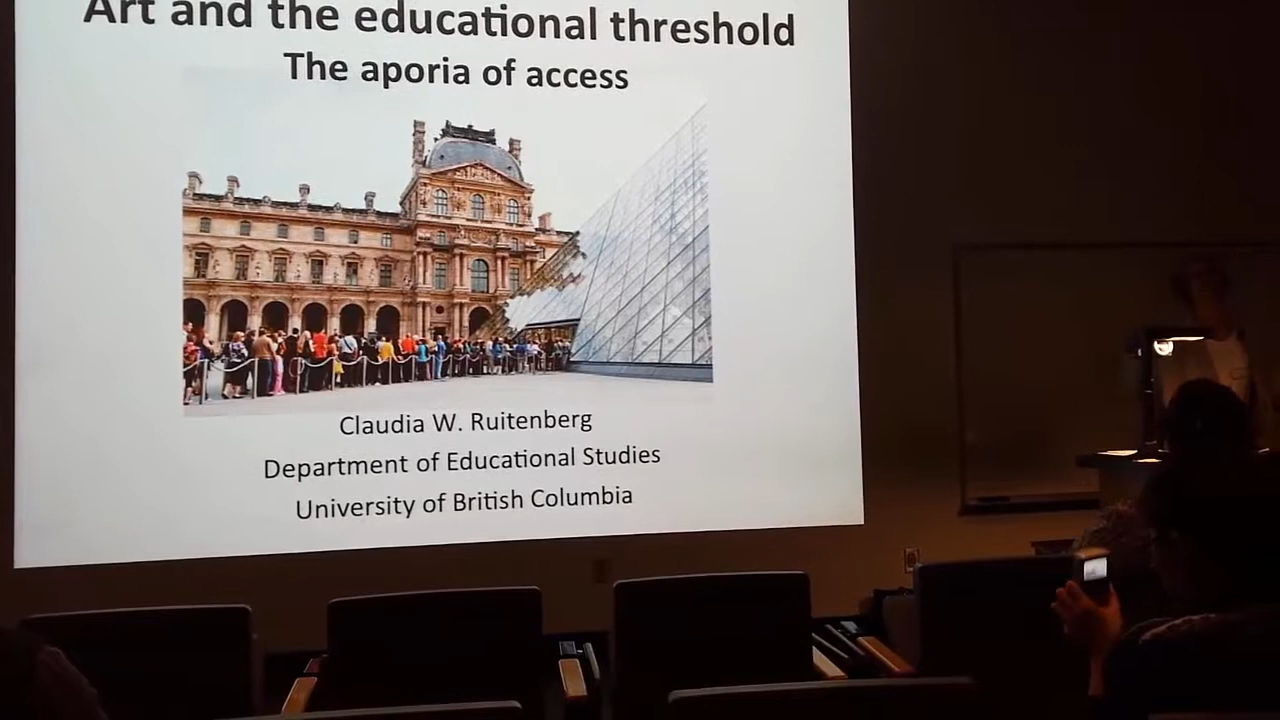 Art and the educational threshold
The aporia of access
Claudia W. Ruitenberg
Department of Educational Studies
University of British Columbia